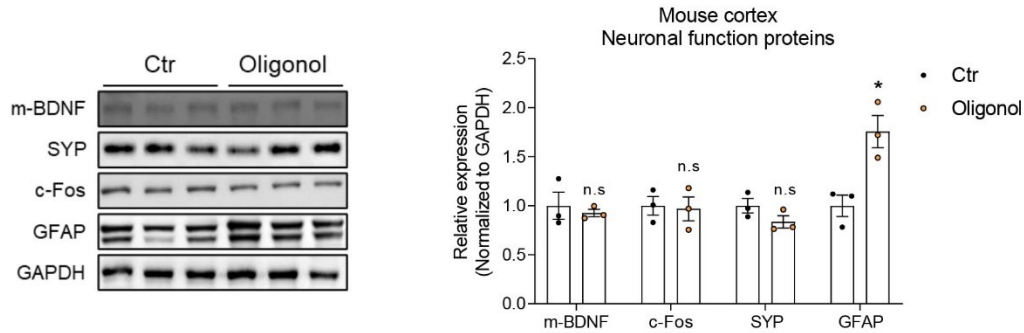 Ctr Oligonol
m-BDNF
SYP
c-Fos
GFAP
GAPDH
Mouse cortex
Neuronal function proteins
Relative expression
(Normalized to GAPDH)
2.5
2.0
1.5
1.0
0.5
0.0
n.s
n.s
n.s
*
m-BDNF c-Fos SYP GFAP
Ctr
Oligonol